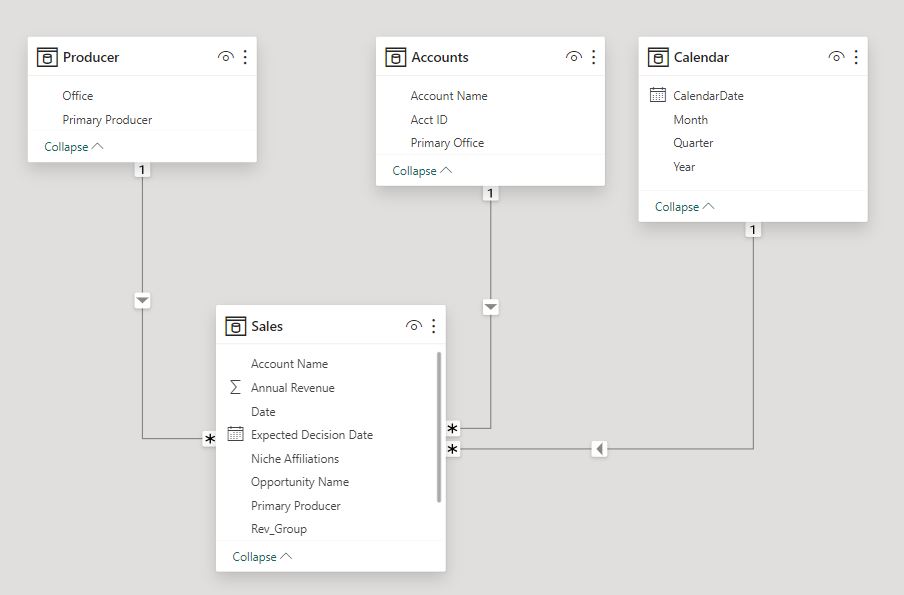 Producer
Office
Primary Producer
Collapse
1
Accounts
Account Name
Acct ID
Primary Office
Collapse
1
Calendar
CalendarDate
Month
Quarter
Year
Collapse
1
Sales
Account Name
Annual Revenue
Date
Expected Decision Date
Niche Affiliations
Opportunity Name
Primary Producer
Rev_Group
Collapse
*
*
*